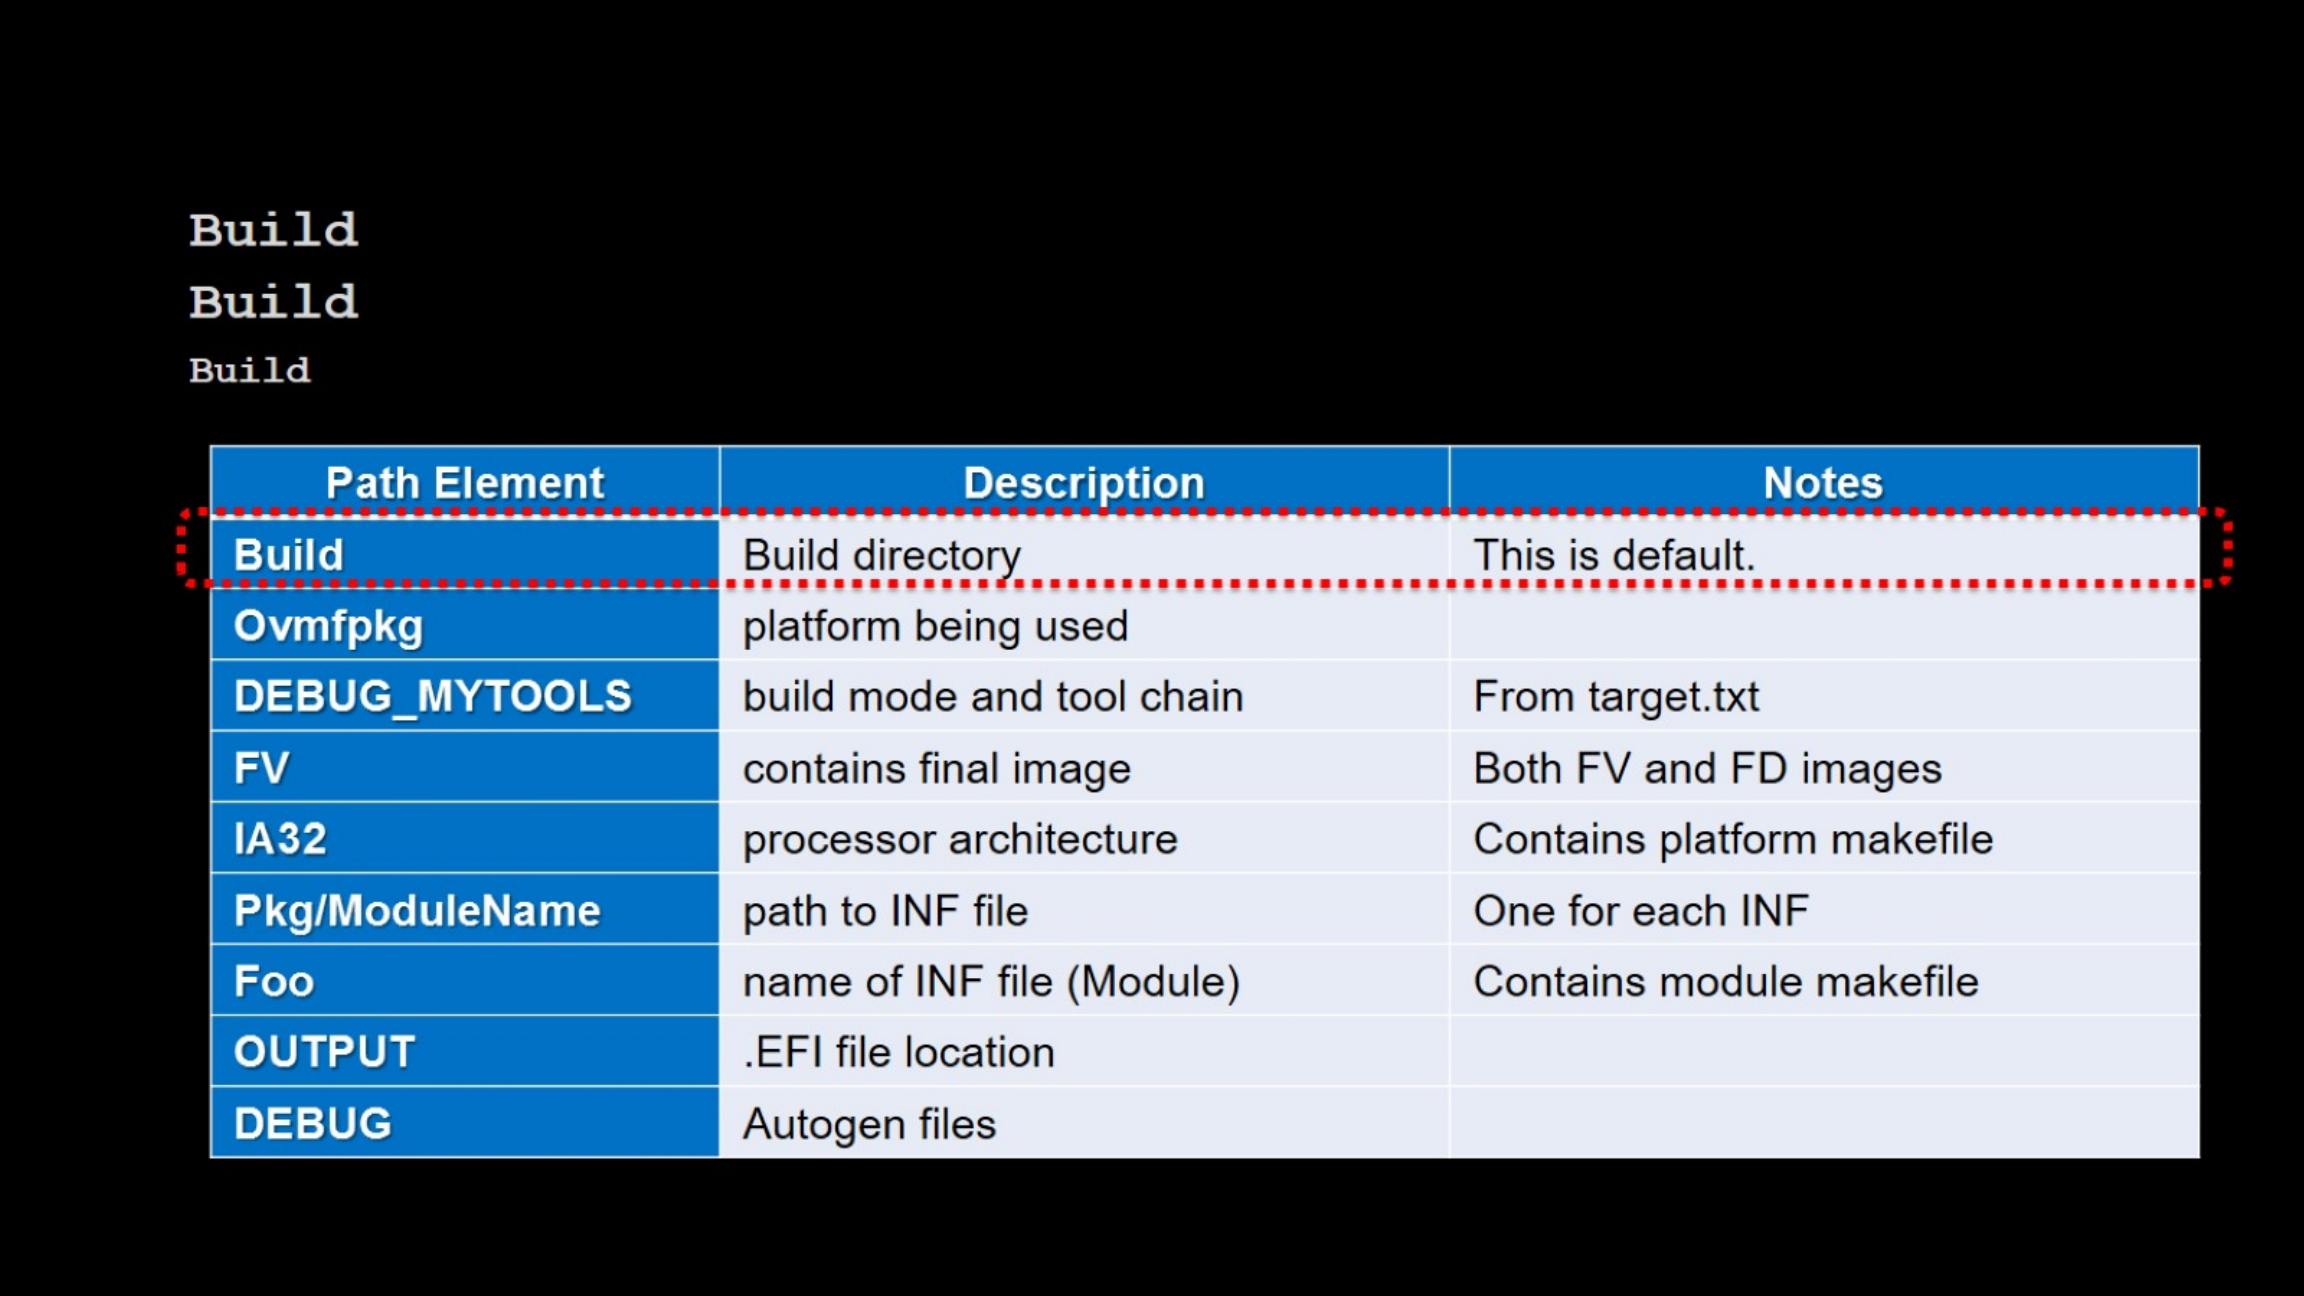 Build
Build
Build
Path Element Description Notes
Build Build directory This is default.
Ovmfpkg platform being used
DEBUG_MYTOOLS build mode and tool chain From target.txt
FV contains final image Both FV and FD images
IA32 processor architecture Contains platform makefile
Pkg/ModuleName path to INF file One for each INF
Foo name of INF file (Module) Contains module makefile
OUTPUT .EFI file location
DEBUG Autogen files